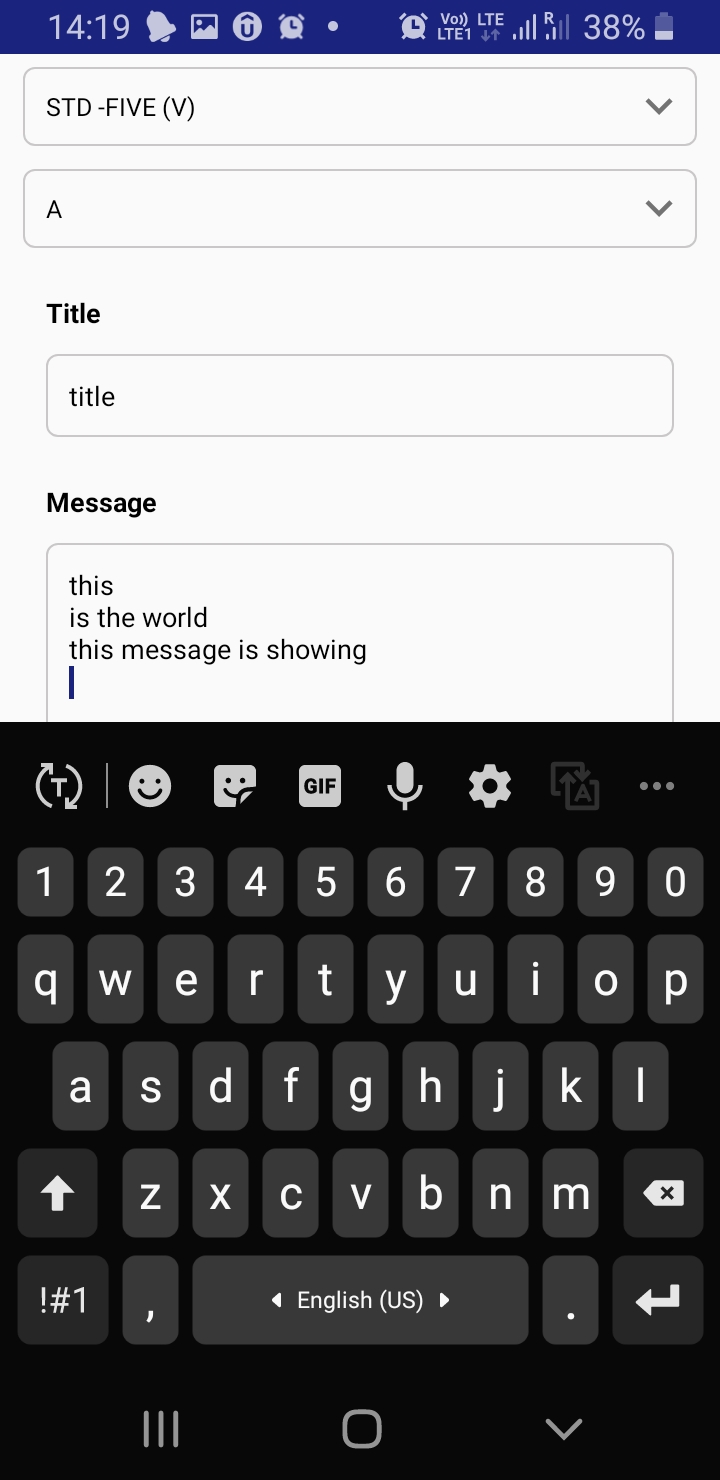 14:19 Vo)) LTE LTE1 R 38%
STD -FIVE (V)
A
Title
title
Message
this
is the world
this message is showing
T GIF A
1 2 3 4 5 6 7 8 9 0
q w e r t y u i o p
a s d f g h j k l
z x c v b n m
!#1 , English (US) .